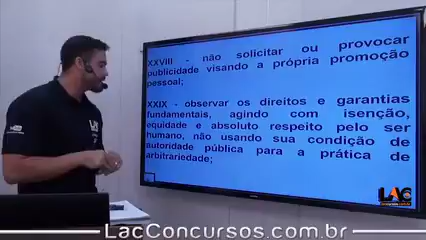 XXVIII - não solicitar ou provocar
publicidade visando a própria promoção
pessoal;
XXIX - observar os direitos e garantias
fundamentais, agindo com isenção,
equidade e absoluto respeito pelo ser
humano, não usando sua condição de
autoridade pública para a prática de
arbitrariedade;
LAC
LacConcursos.com.br